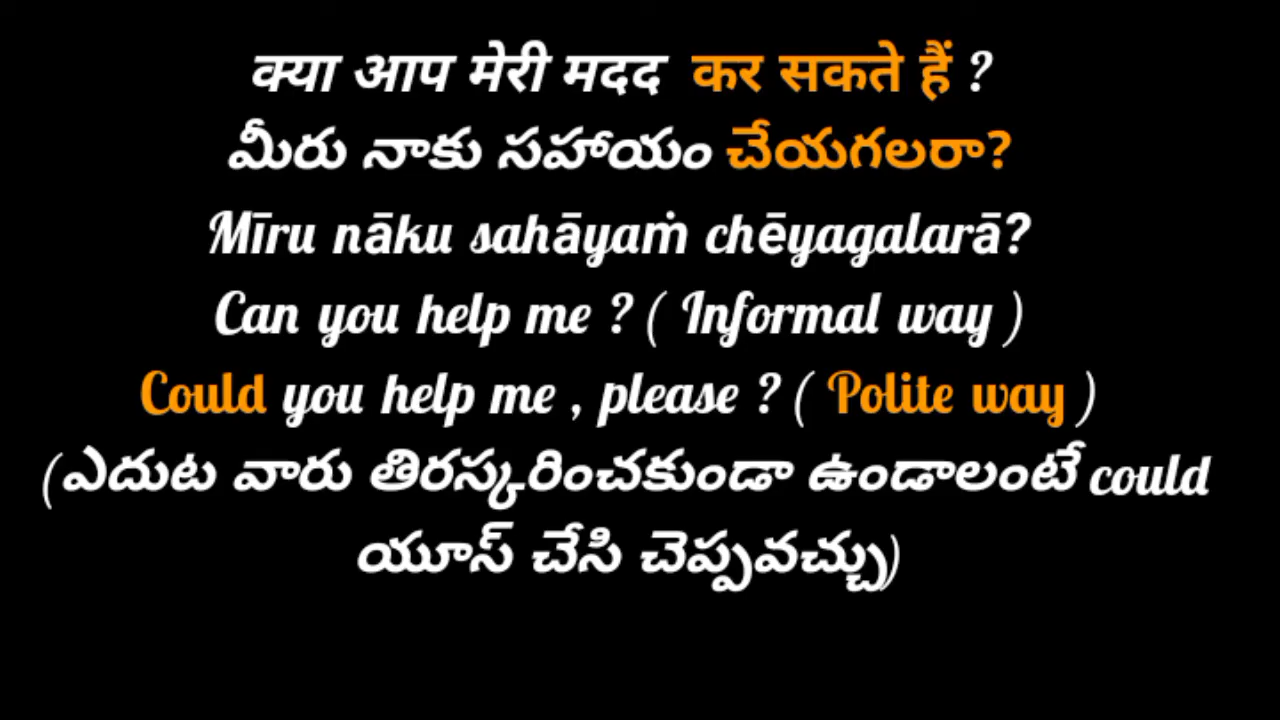 क्या आप मेरी मदद कर सकते हैं ?
మీరు నాకు సహాయం చేయగలరా?
Mīru nāku sahāyaṁ chēyagalarā?
Can you help me ? ( Informal way )
Could you help me , please ? ( Polite way )
(ఎదుట వారు తిరస్కరించకుండా ఉండాలంటే could
యూస్ చేసి చెప్పవచ్చు)